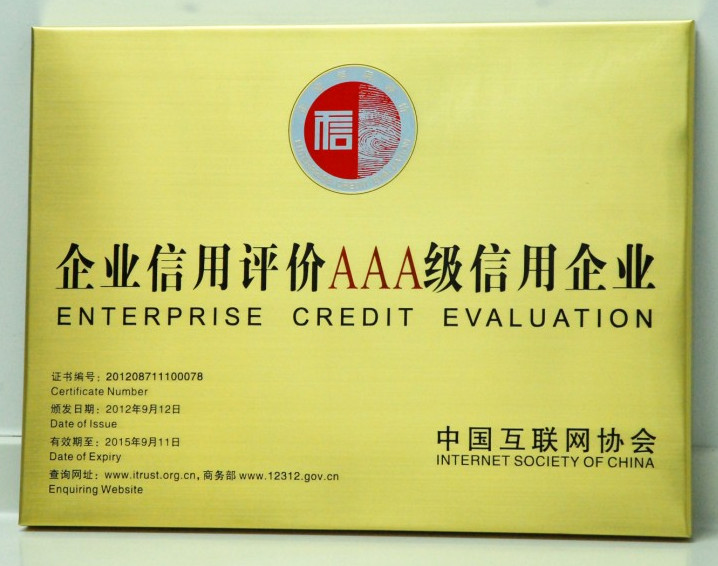 信
企业信用评价AAA级信用企业
ENTERPRISE CREDIT EVALUATION
证书编号：201208711100078
Certificate Number
颁发日期：2012年9月12日
Date of Issue
有效期至：2015年9月11日
Date of Expiry
查询网址：www.itrust.org.cn，商务部 www.12312.gov.cn
Enquiring Website
中国互联网协会
INTERNET SOCIETY OF CHINA